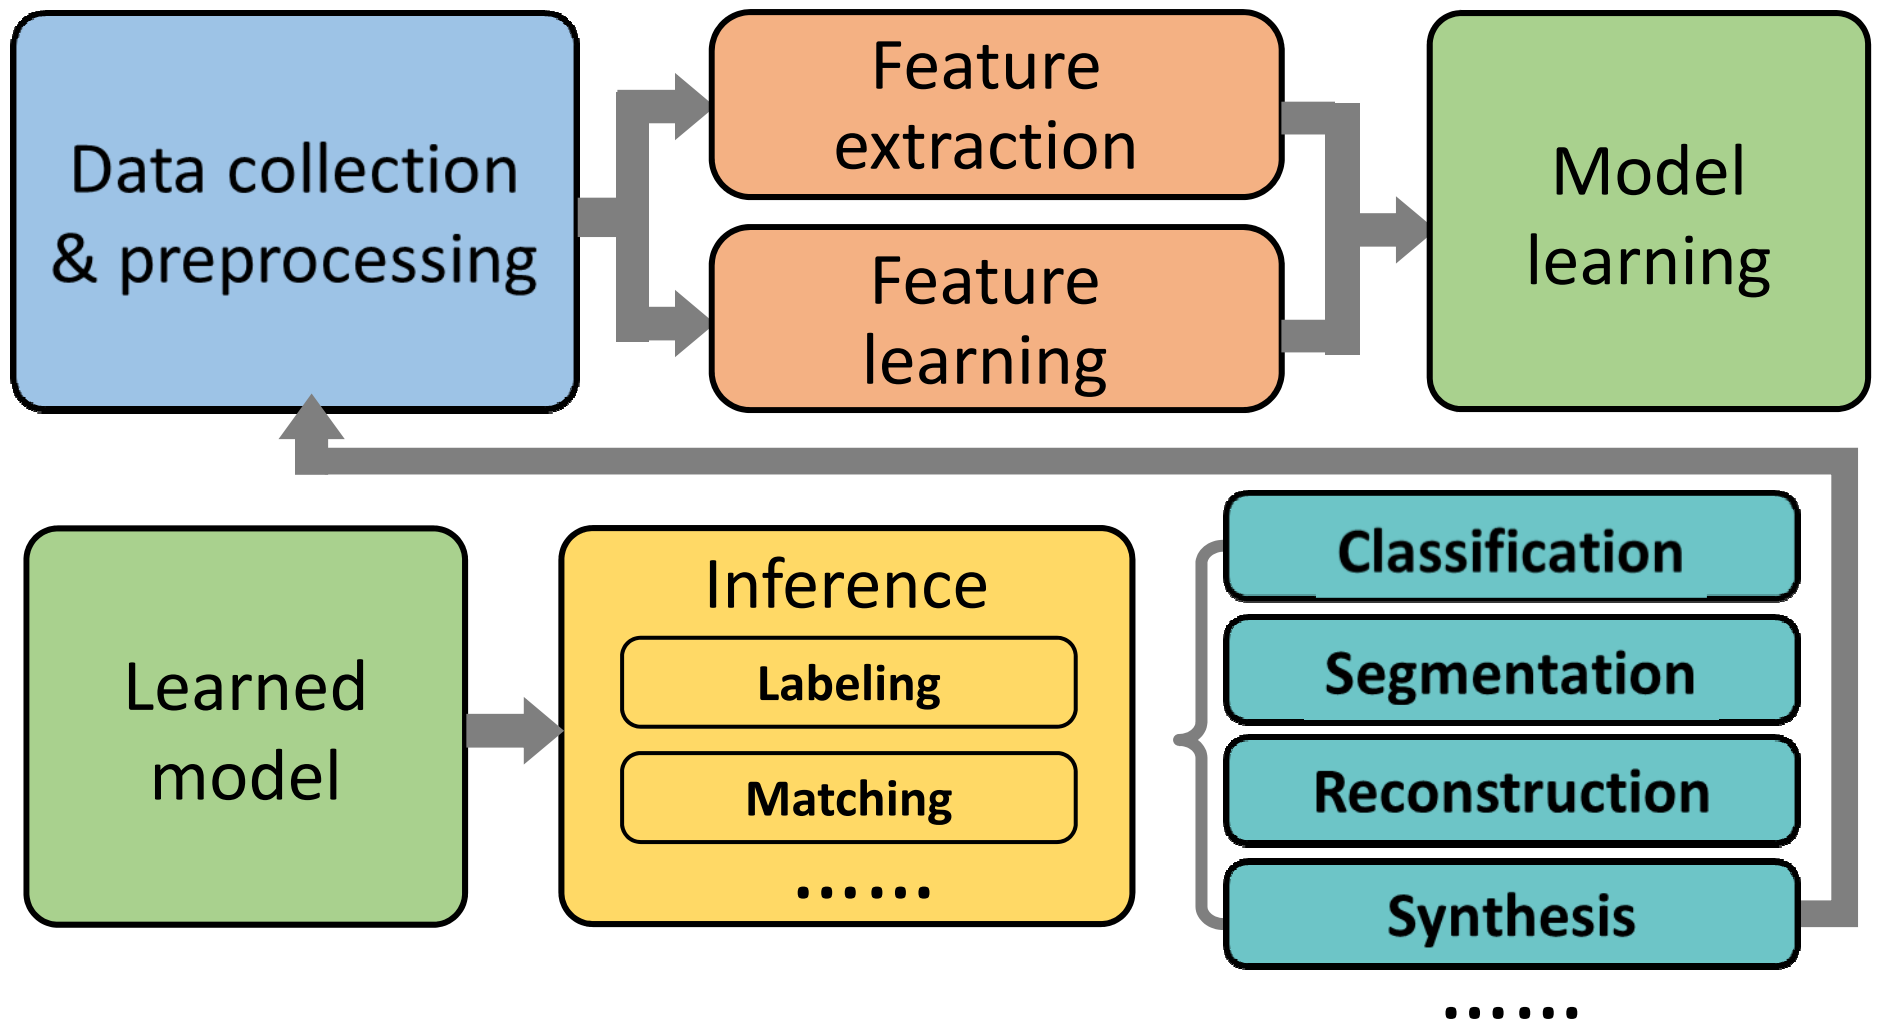 Data collection
& preprocessing
Feature
extraction
Feature
learning
Model
learning
Learned
model
Inference
Labeling
Matching
......
Classification
Segmentation
Reconstruction
Synthesis
......